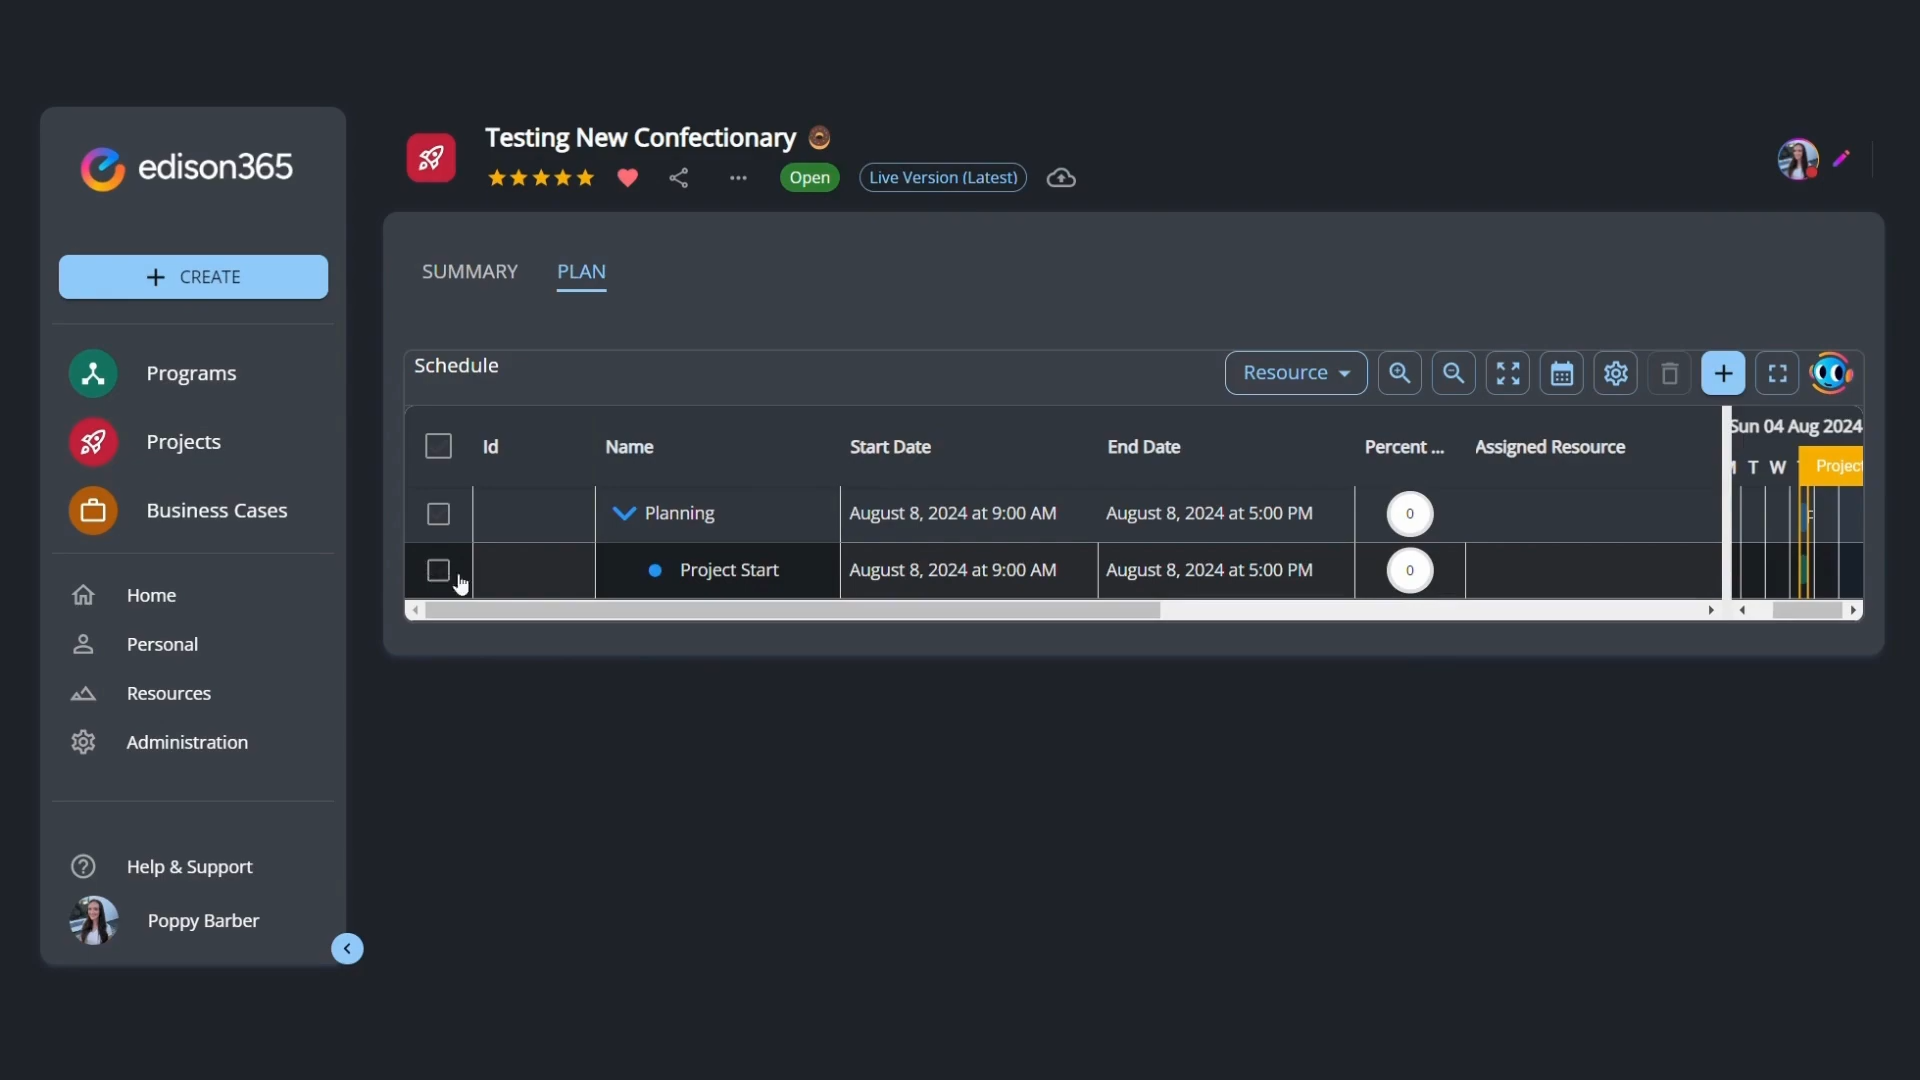 edison365
CREATE
Programs
Projects
Business Cases
Home
Personal
Resources
Administration
Help & Support
Poppy Barber
Testing New Confectionary
Open
Live Version (Latest)
SUMMARY
PLAN
Schedule
Resource
Id Name Start Date End Date Percent ... Assigned Resource
Planning August 8, 2024 at 9:00 AM August 8, 2024 at 5:00 PM 0
Project Start August 8, 2024 at 9:00 AM August 8, 2024 at 5:00 PM 0
Sun 04 Aug 2024
T W
Project